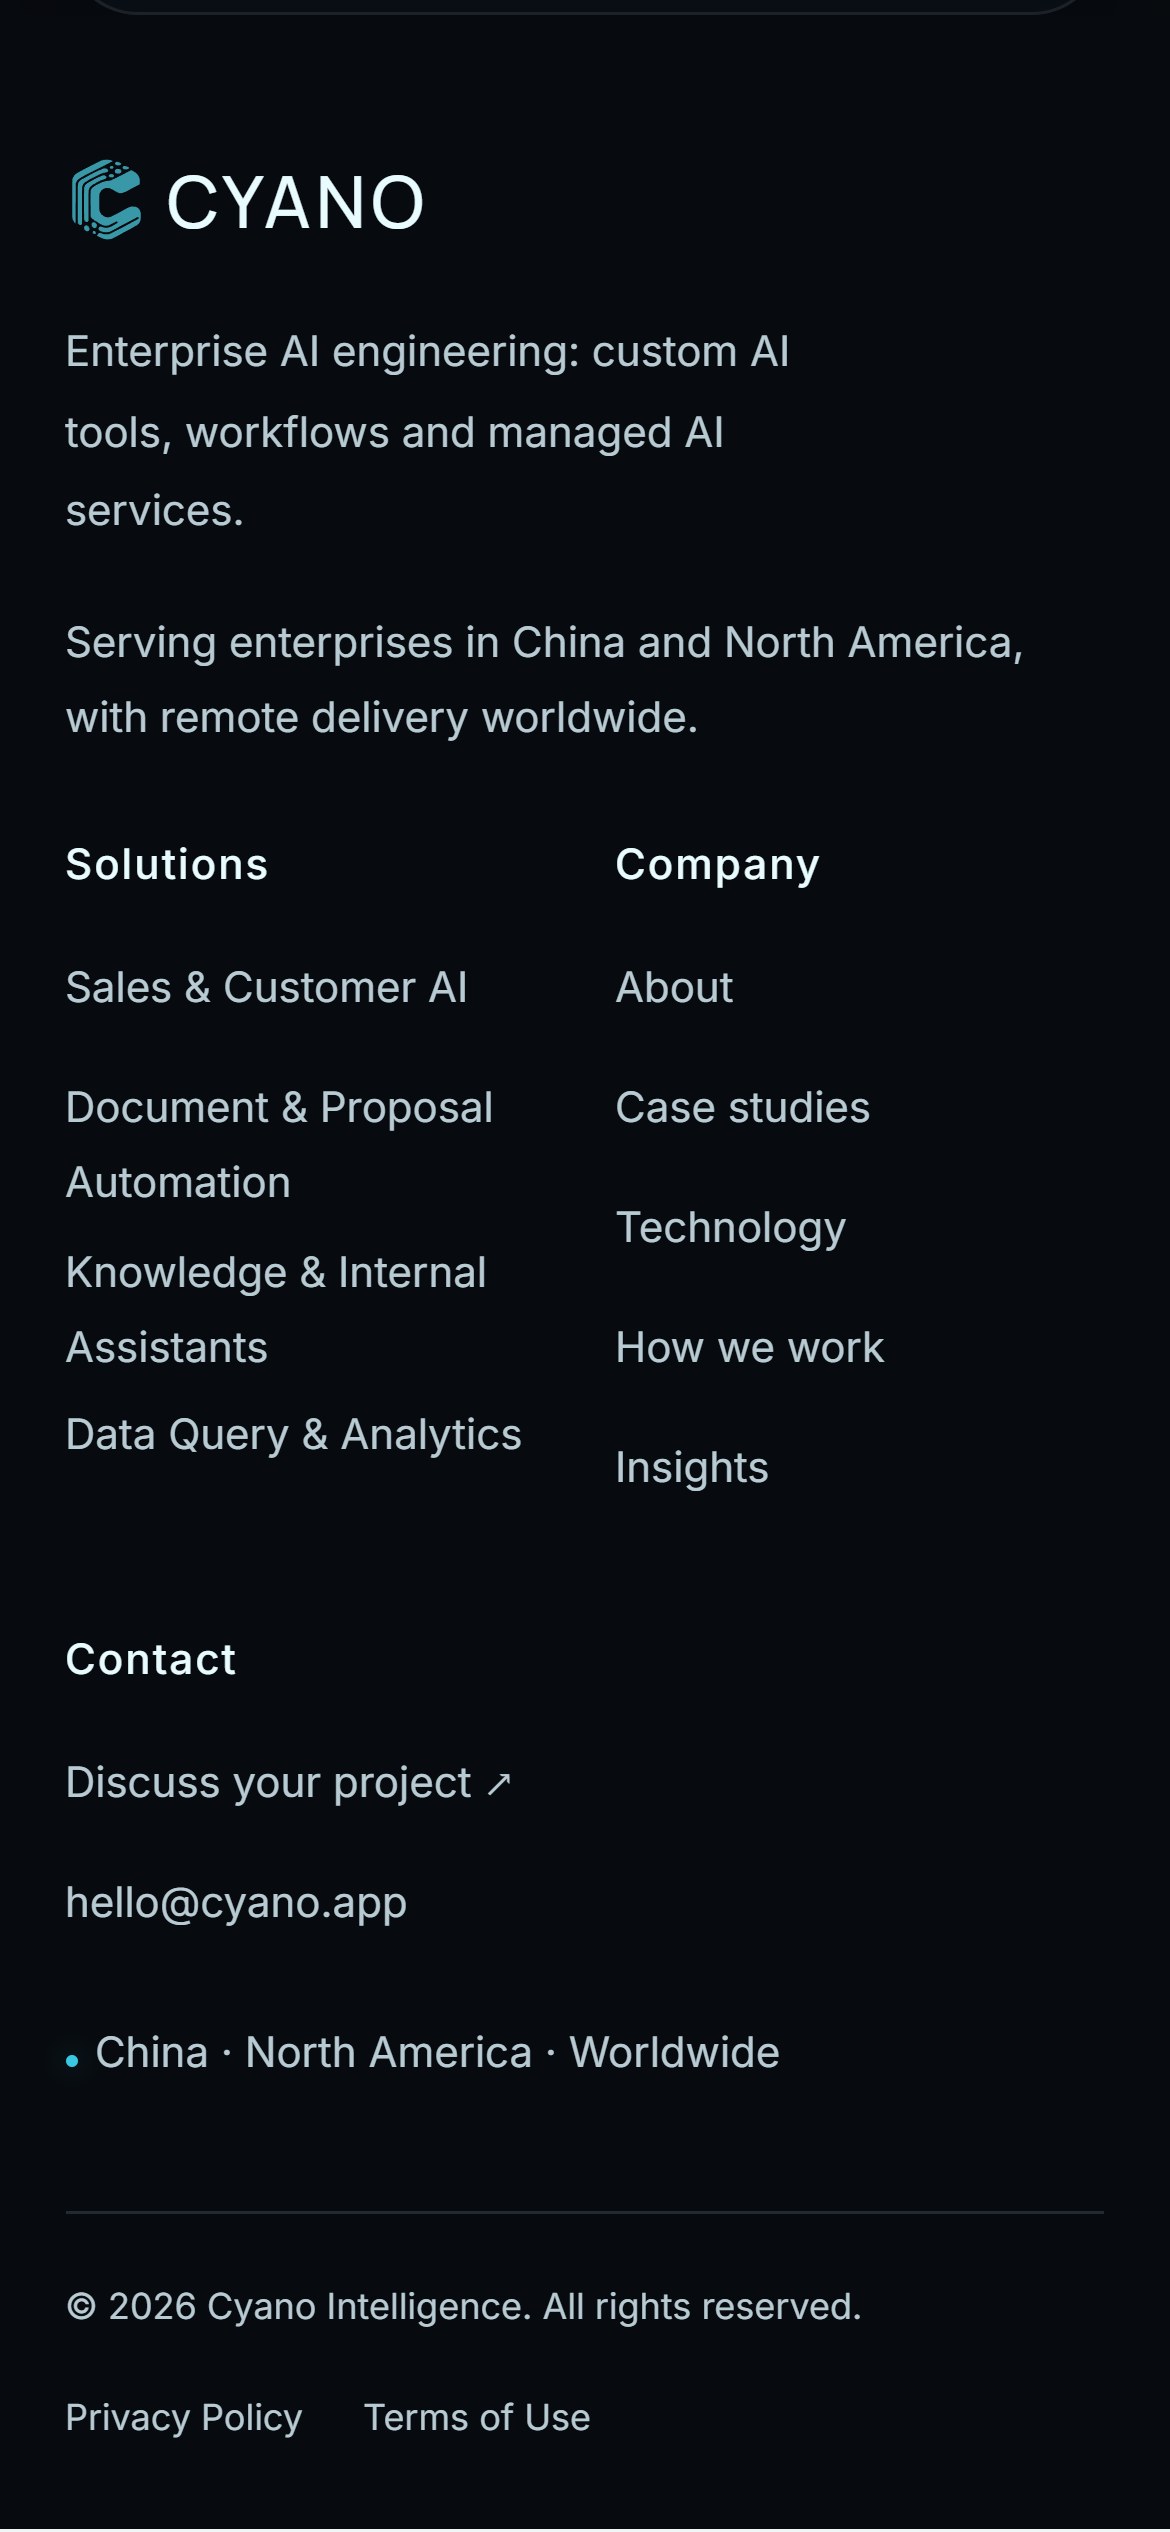 CYANO
Enterprise AI engineering: custom AI
tools, workflows and managed AI
services.
Serving enterprises in China and North America,
with remote delivery worldwide.
Solutions
Sales & Customer AI
Document & Proposal
Automation
Knowledge & Internal
Assistants
Data Query & Analytics
Company
About
Case studies
Technology
How we work
Insights
Contact
Discuss your project ↗
hello@cyano.app
China · North America · Worldwide
© 2026 Cyano Intelligence. All rights reserved.
Privacy Policy Terms of Use